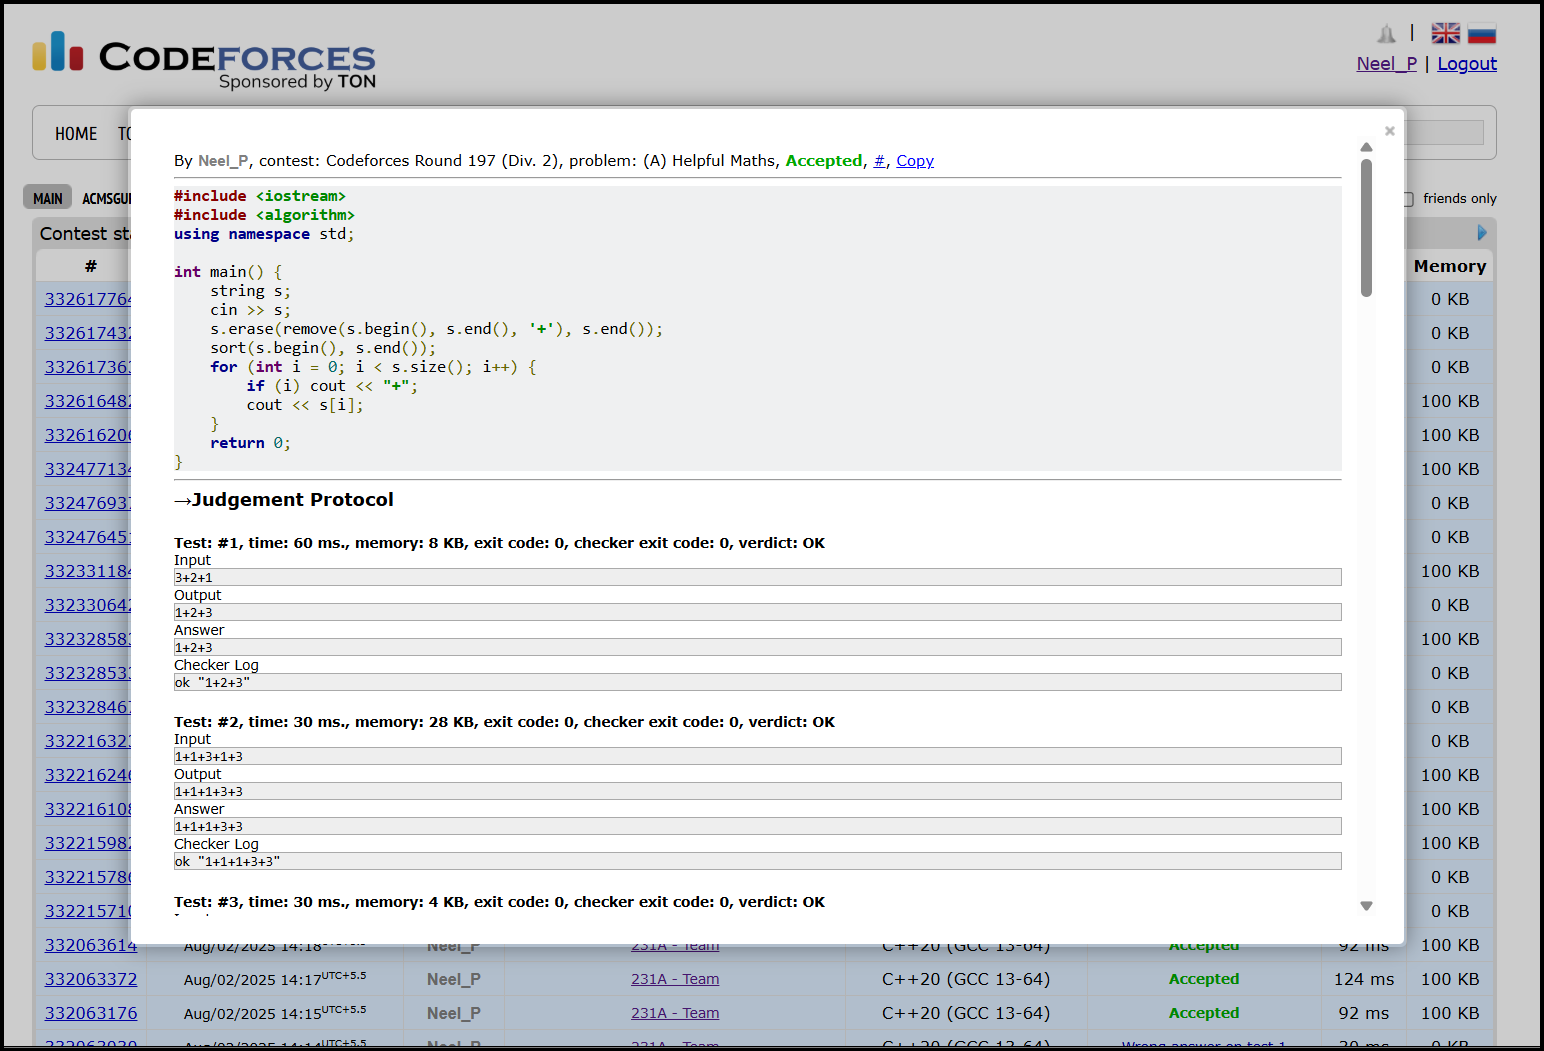 CODEFORCES
Sponsored by TON
Neel_P | Logout
HOME
MAIN ACMSGU
friends only
Contest sta
# Memory
By Neel_P, contest: Codeforces Round 197 (Div. 2), problem: (A) Helpful Maths, Accepted, #, Copy
#include <iostream>
#include <algorithm>
using namespace std;
int main() {
string s;
cin >> s;
s.erase(remove(s.begin(), s.end(), '+'), s.end());
sort(s.begin(), s.end());
for (int i = 0; i < s.size(); i++) {
if (i) cout << "+";
cout << s[i];
}
return 0;
}
→Judgement Protocol
Test: #1, time: 60 ms., memory: 8 KB, exit code: 0, checker exit code: 0, verdict: OK
Input
3+2+1
Output
1+2+3
Answer
1+2+3
Checker Log
ok "1+2+3"
Test: #2, time: 30 ms., memory: 28 KB, exit code: 0, checker exit code: 0, verdict: OK
Input
1+1+3+1+3
Output
1+1+1+3+3
Answer
1+1+1+3+3
Checker Log
ok "1+1+1+3+3"
Test: #3, time: 30 ms., memory: 4 KB, exit code: 0, checker exit code: 0, verdict: OK
33261776 0 KB
332617432 0 KB
33261736 0 KB
332616482 100 KB
33261620 100 KB
33247713 100 KB
33247693 0 KB
33247645 0 KB
33233118 100 KB
332330642 0 KB
33232858 100 KB
33232853 0 KB
33232846 0 KB
33221632 0 KB
33221624 100 KB
33221610 100 KB
332215982 100 KB
33221578 0 KB
33221571 0 KB
332063614 Aug/02/2025 14:18 UTC+5.5 Neel_P 231A - Team C++20 (GCC 13-64) Accepted 92 ms 100 KB
332063372 Aug/02/2025 14:17 UTC+5.5 Neel_P 231A - Team C++20 (GCC 13-64) Accepted 124 ms 100 KB
332063176 Aug/02/2025 14:15 UTC+5.5 Neel_P 231A - Team C++20 (GCC 13-64) Accepted 92 ms 100 KB
Aug/02/2025 14:14 UTC+5.5 Neel_P 231A - Team C++20 (GCC 13-64) Wrong answer on test 1 30 ms 0 KB